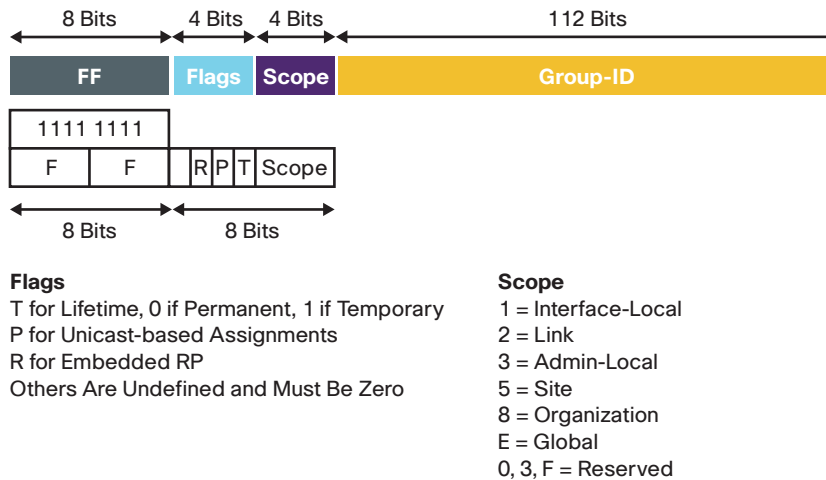 8 Bits 4 Bits 4 Bits 112 Bits
FF Flags Scope Group-ID
1111 1111
F F R P T Scope
8 Bits 8 Bits
Flags
T for Lifetime, 0 if Permanent, 1 if Temporary
P for Unicast-based Assignments
R for Embedded RP
Others Are Undefined and Must Be Zero
Scope
1 = Interface-Local
2 = Link
3 = Admin-Local
5 = Site
8 = Organization
E = Global
0, 3, F = Reserved